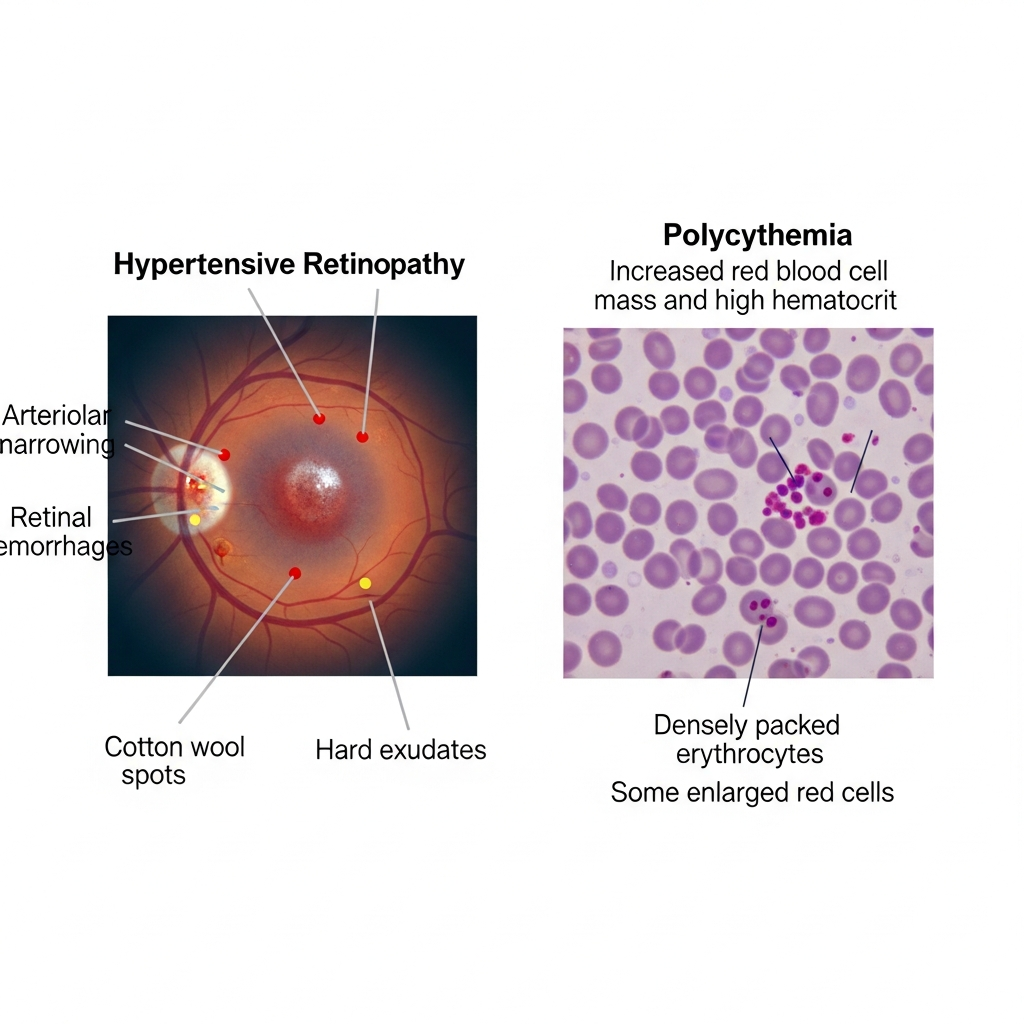 Hypertensive Retinopathy
Arteriolar
narrowing
Retinal
emorrhages
Cotton wool
spots
Hard exudates
Polycythemia
Increased red blood cell
mass and high hematocrit
Densely packed
erythrocytes
Some enlarged red cells